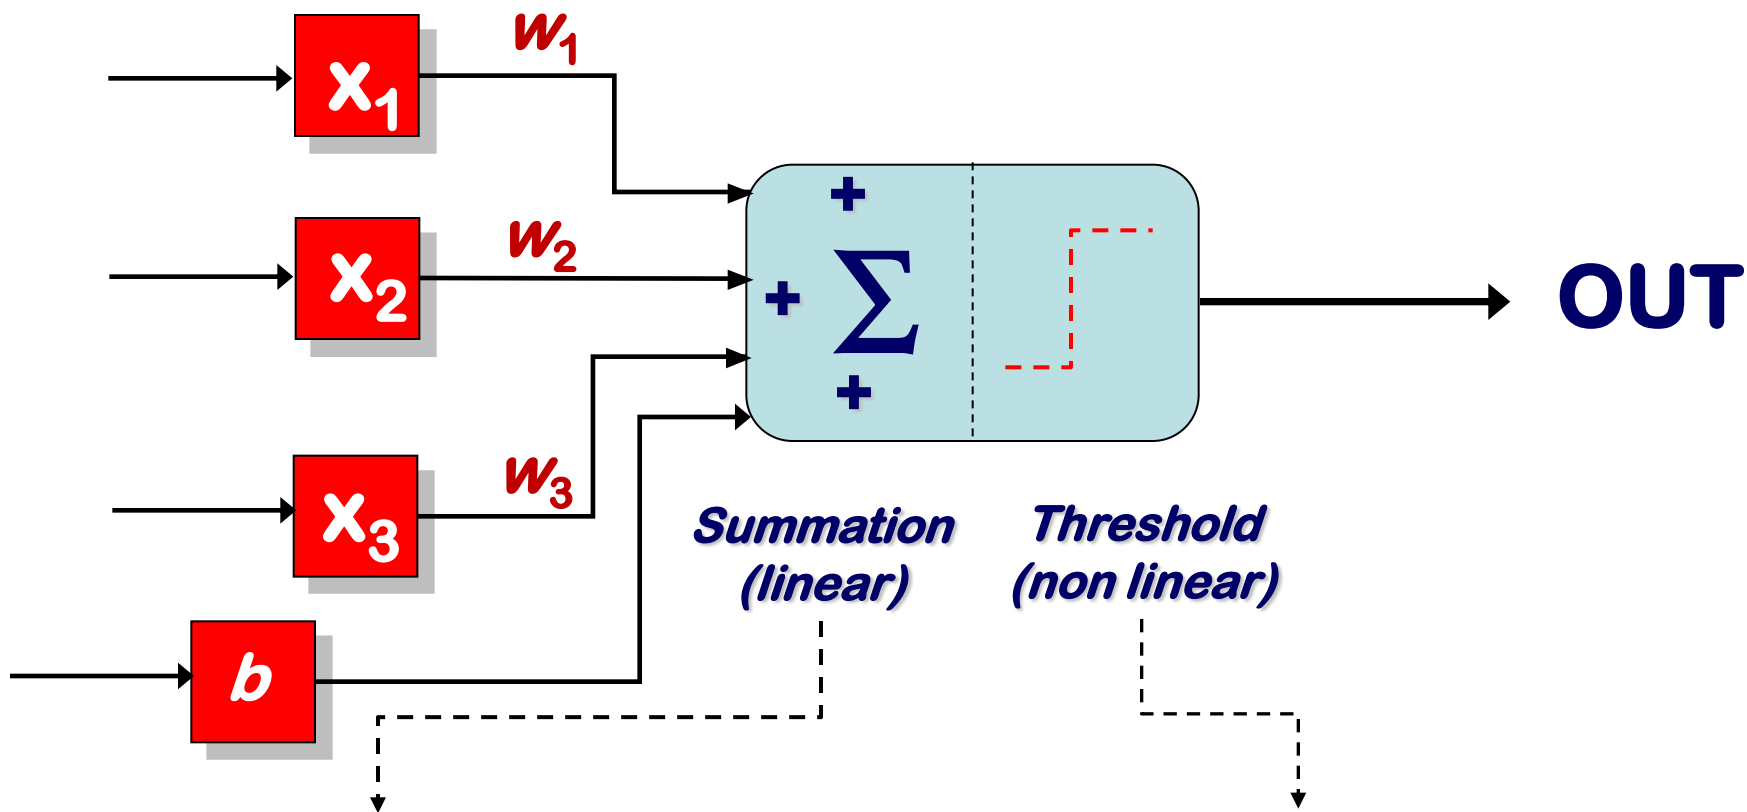 w₁
x₁
+
w₂
x₂
+ Σ
OUT
+
w₃
x₃
Summation
(linear)
Threshold
(non linear)
b